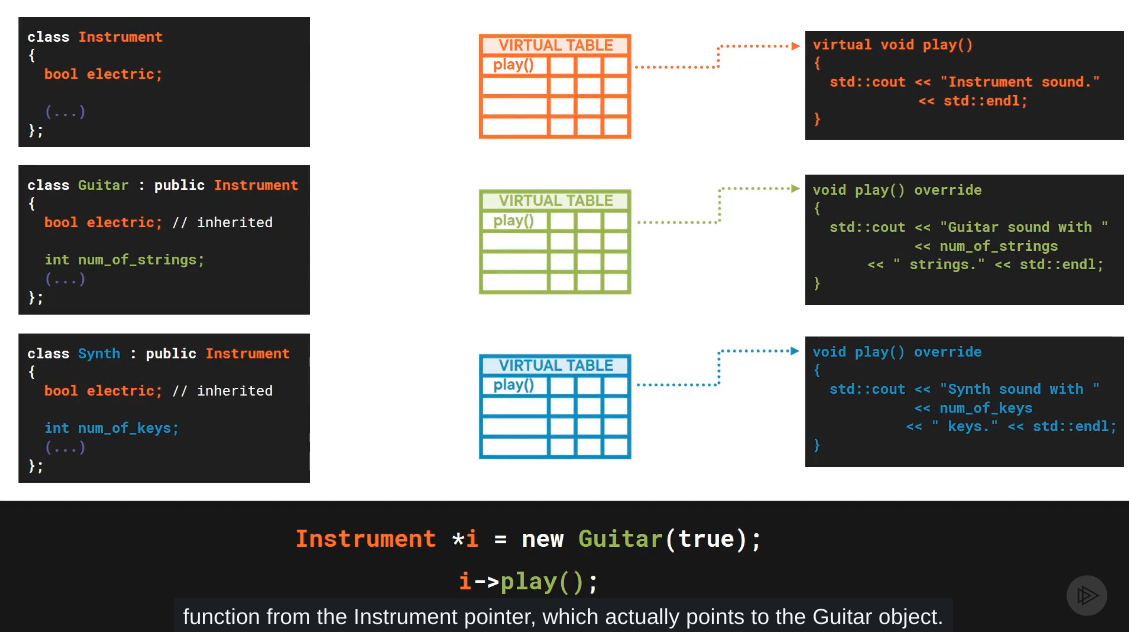 class Instrument
{
bool electric;
(...)
};
VIRTUAL TABLE
play()
virtual void play()
{
std::cout << "Instrument sound."
<< std::endl;
}
class Guitar : public Instrument
{
bool electric; // inherited
int num_of_strings;
(...)
};
VIRTUAL TABLE
play()
void play() override
{
std::cout << "Guitar sound with "
<< num_of_strings
<< " strings." << std::endl;
}
class Synth : public Instrument
{
bool electric; // inherited
int num_of_keys;
(...)
};
VIRTUAL TABLE
play()
void play() override
{
std::cout << "Synth sound with "
<< num_of_keys
<< " keys." << std::endl;
}
Instrument *i = new Guitar(true);
i->play();
function from the Instrument pointer, which actually points to the Guitar object.